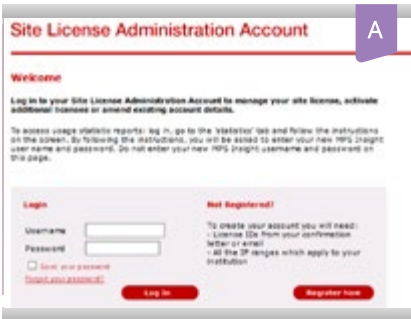 Site License Administration Account
A
Welcome
Log in to your Site License Administration Account to manage your site license, activate
additional licenses or amend existing account details.
To access usage statistic reports: log in, go to the 'statistics' tab and follow the instructions
on the screen. By following the instructions, you will be asked to enter your new MPS Insight
user name and password. Do not enter your new MPS Insight username and password on
this page.
Login
Username
Password
Save your password
Forgot your password?
Log In
Not Registered?
To create your account you will need:
- License IDs from your confirmation
letter or email
- All the IP ranges which apply to your
institution
Register Now